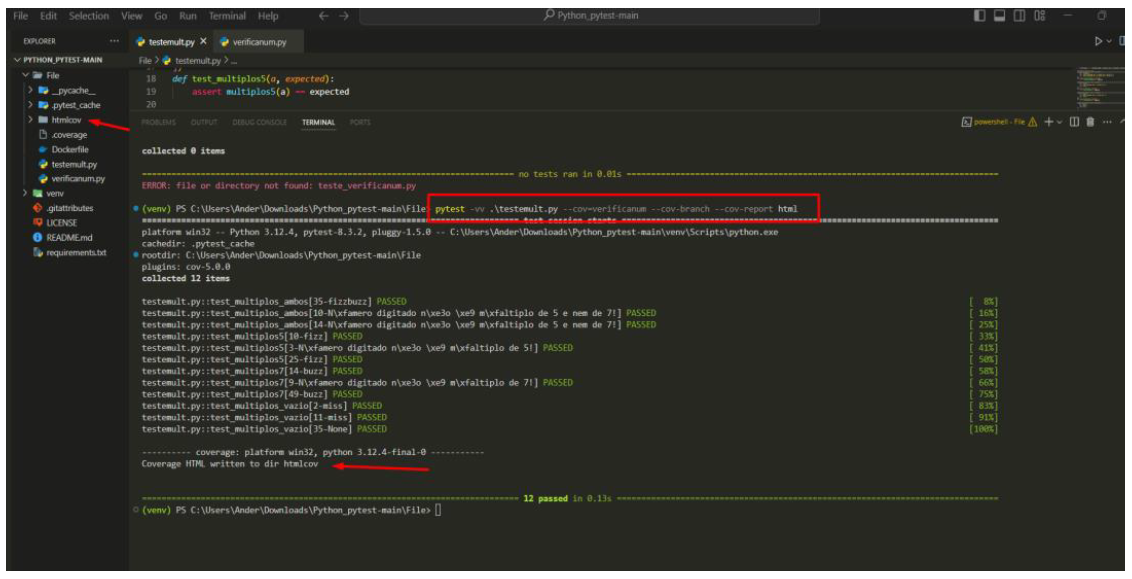 File Edit Selection View Go Run Terminal Help
Python_pytest-main
EXPLORER
testemult.py
verificanum.py
PYTHON_PYTEST-MAIN
File > testemult.py > ...
File
__pycache__
.pytest_cache
htmlcov
.coverage
Dockerfile
testemult.py
verificanum.py
venv
.gitattributes
LICENSE
README.md
requirements.txt
18 def test_multiplos5(a, expected):
19 assert multiplos5(a) == expected
20
PROBLEMS OUTPUT DEBUG CONSOLE TERMINAL PORTS
powershell - File
collected 0 items
no tests ran in 0.01s
ERROR: file or directory not found: teste_verificanum.py
(venv) PS C:\Users\Ander\Downloads\Python_pytest-main\File> pytest -vv .\testemult.py --cov=verificanum --cov-branch --cov-report html
test session starts
platform win32 -- Python 3.12.4, pytest-8.3.2, pluggy-1.5.0 -- C:\Users\Ander\Downloads\Python_pytest-main\venv\Scripts\python.exe
cachedir: .pytest_cache
rootdir: C:\Users\Ander\Downloads\Python_pytest-main\File
plugins: cov-5.0.0
collected 12 items
testemult.py::test_multiplos_ambos[35-fizzbuzz] PASSED [ 8%]
testemult.py::test_multiplos_ambos[10-N\xfamero digitado n\xe3o \xe9 m\xfaltiplo de 5 e nem de 7!] PASSED [ 16%]
testemult.py::test_multiplos_ambos[14-N\xfamero digitado n\xe3o \xe9 m\xfaltiplo de 5 e nem de 7!] PASSED [ 25%]
testemult.py::test_multiplos5[10-fizz] PASSED [ 33%]
testemult.py::test_multiplos5[3-N\xfamero digitado n\xe3o \xe9 m\xfaltiplo de 5!] PASSED [ 41%]
testemult.py::test_multiplos5[25-fizz] PASSED [ 50%]
testemult.py::test_multiplos7[14-buzz] PASSED [ 58%]
testemult.py::test_multiplos7[9-N\xfamero digitado n\xe3o \xe9 m\xfaltiplo de 7!] PASSED [ 66%]
testemult.py::test_multiplos7[49-buzz] PASSED [ 75%]
testemult.py::test_multiplos_vazio[2-miss] PASSED [ 83%]
testemult.py::test_multiplos_vazio[11-miss] PASSED [ 91%]
testemult.py::test_multiplos_vazio[35-None] PASSED [100%]
---------- coverage: platform win32, python 3.12.4-final-0 -----------
Coverage HTML written to dir htmlcov
12 passed in 0.13s
(venv) PS C:\Users\Ander\Downloads\Python_pytest-main\File>